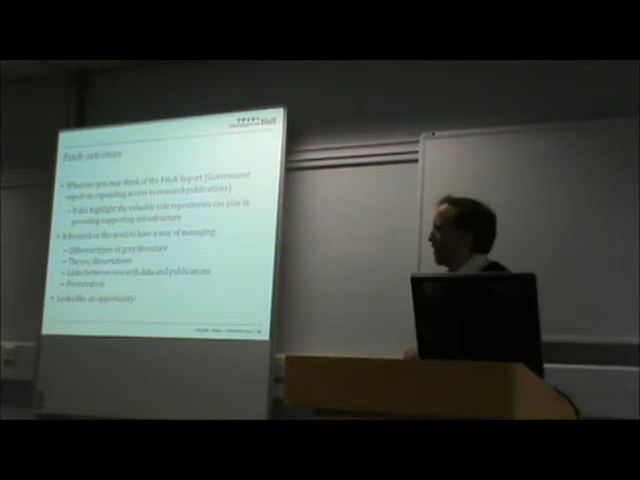 Finch outcomes
• Whatever you may think of the Finch Report (Government
report on expanding access to research publications)
– It did highlight the valuable role repositories can play in
providing supporting infrastructure
• It focused on the need to have a way of managing:
– Different types of grey literature
– Theses/dissertations
– Links between research data and publications
– Preservation
• Looks like an opportunity!
Hull